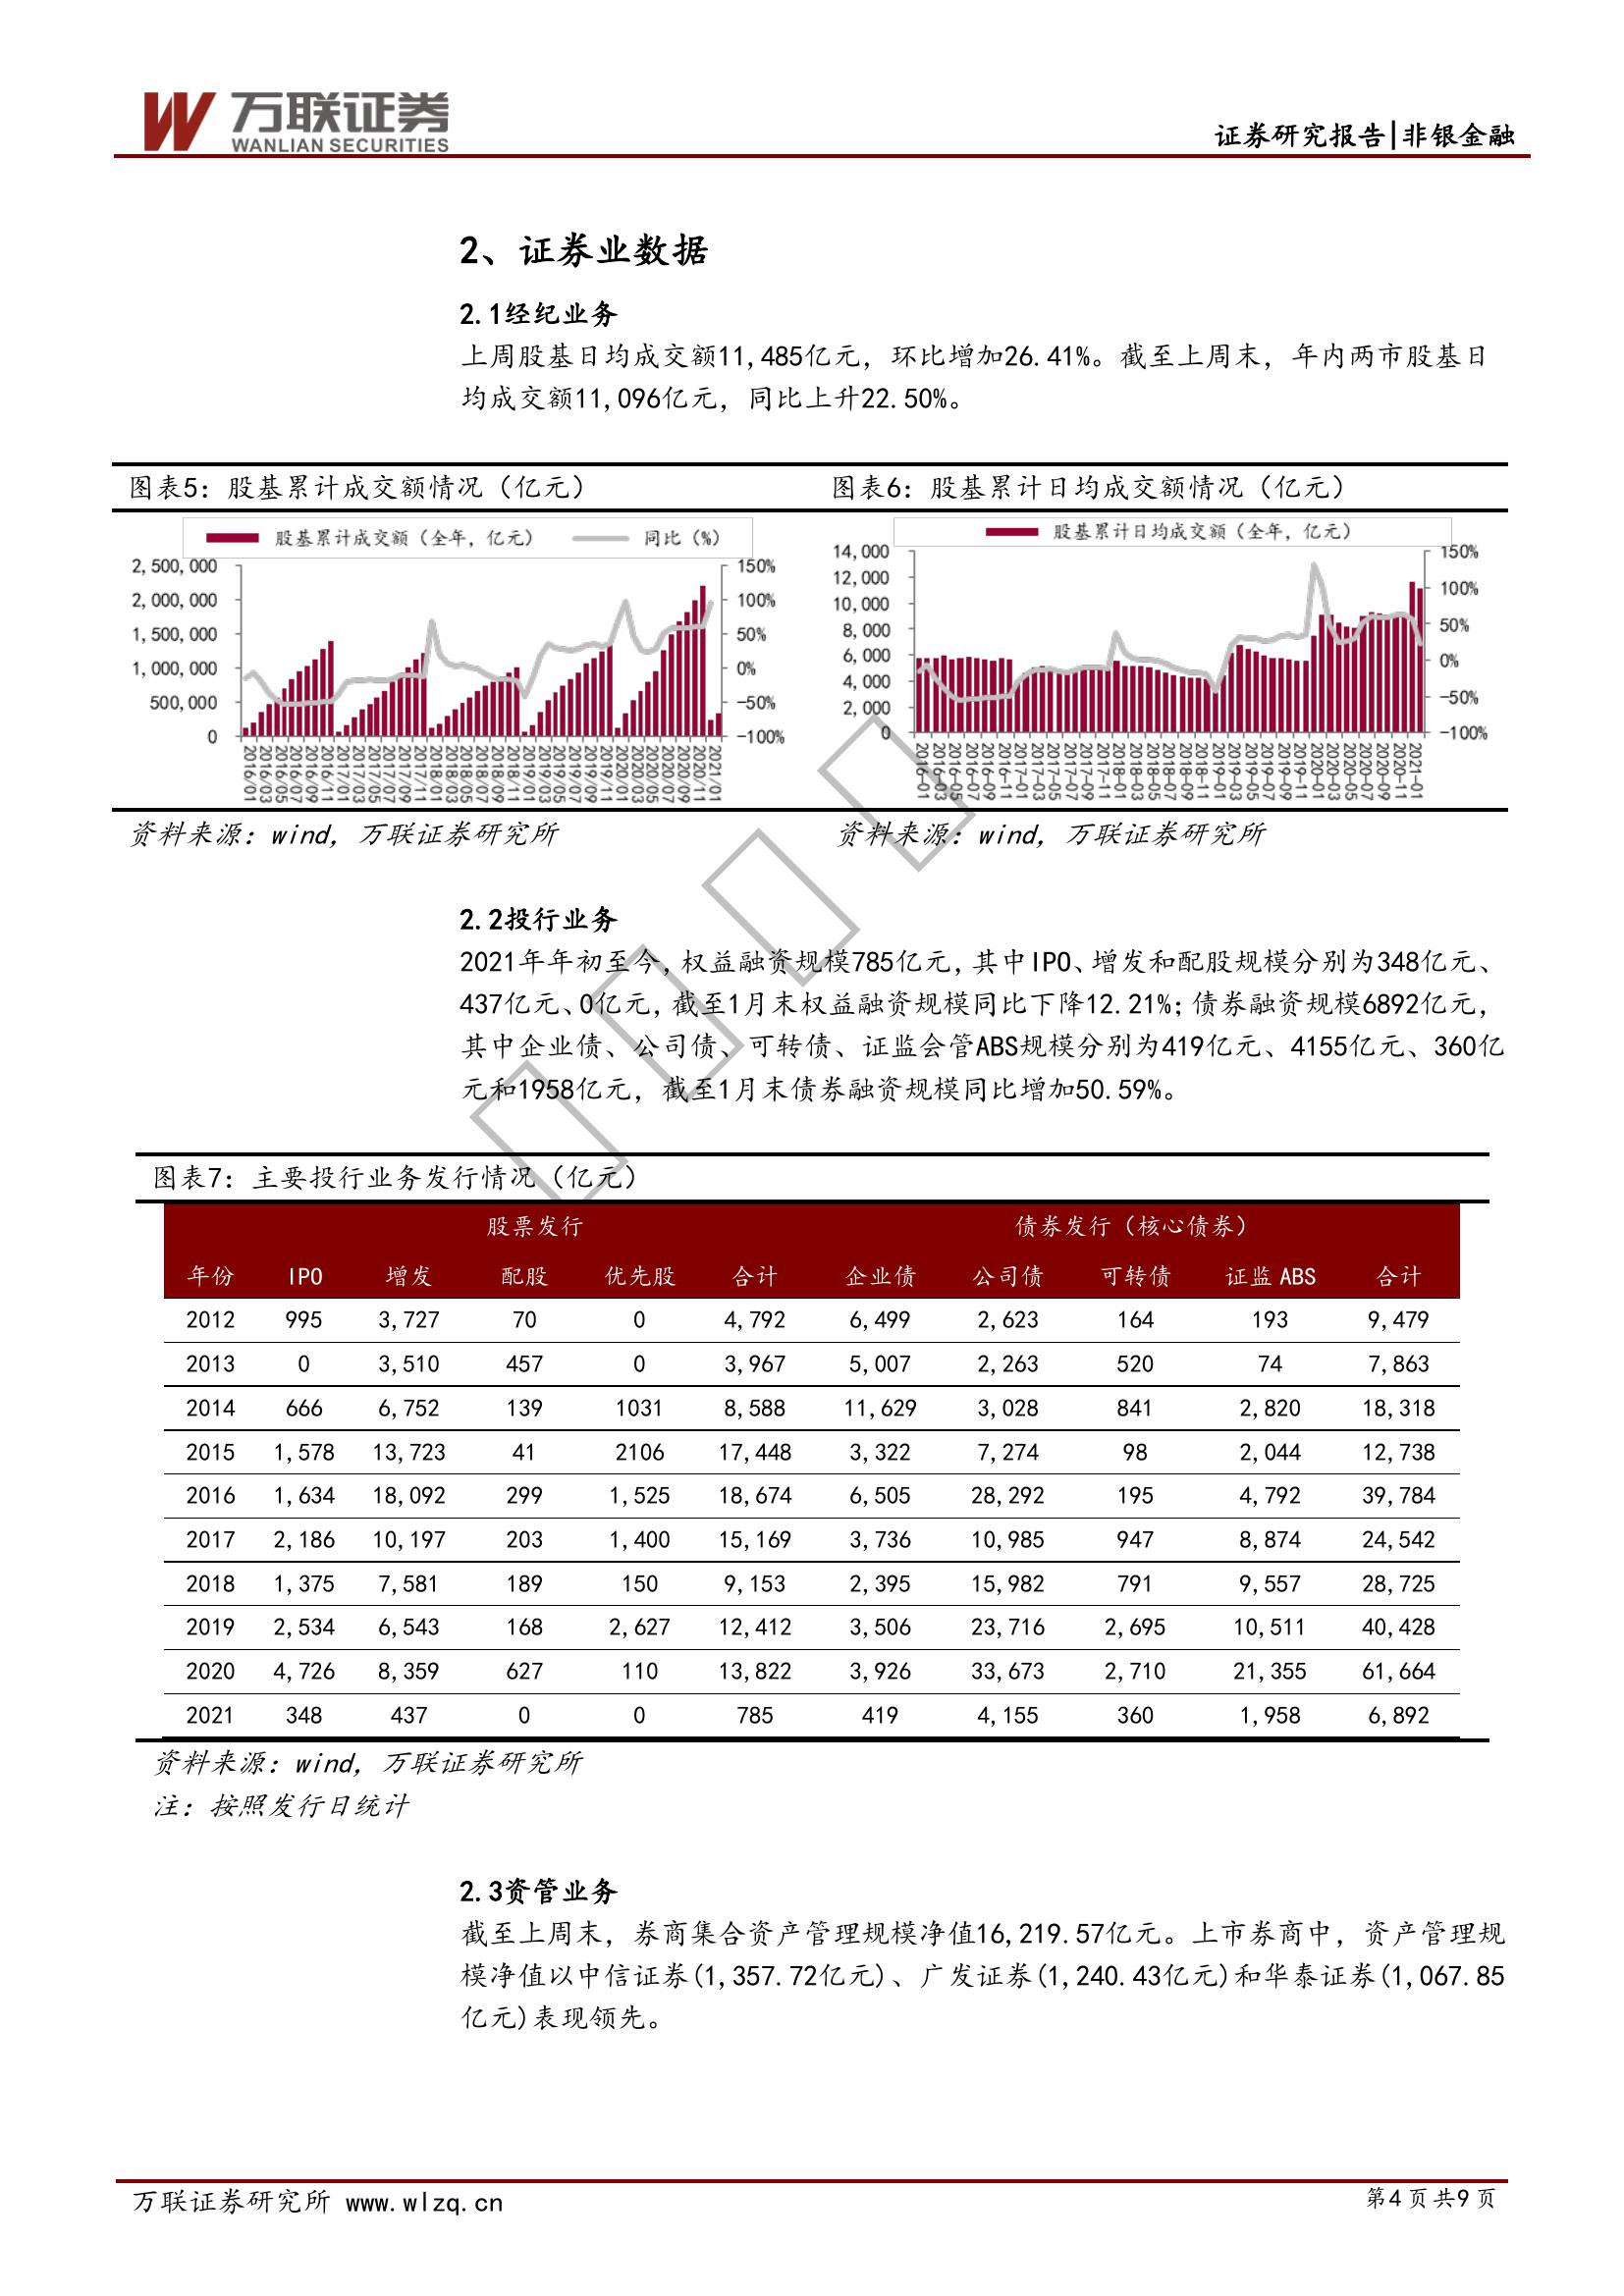 万联证券
WANLIAN SECURITIES
证券研究报告|非银金融
2、证券业数据
2.1经纪业务
上周股基日均成交额11,485亿元，环比增加26.41%。截至上周末，年内两市股基日
均成交额11,096亿元，同比上升22.50%。
图表5：股基累计成交额情况（亿元）
股基累计成交额（全年，亿元） 同比（%）
2,500,000 150%
2,000,000 100%
1,500,000 50%
1,000,000 0%
500,000 -50%
0 -100%
2016/01 2016/03 2016/05 2016/07 2016/09 2016/11 2017/01 2017/03 2017/05 2017/07 2017/09 2017/11 2018/01 2018/03 2018/05 2018/07 2018/09 2018/11 2019/01 2019/03 2019/05 2019/07 2019/09 2019/11 2020/01 2020/03 2020/05 2020/07 2020/09 2020/11 2021/01
资料来源：wind，万联证券研究所
图表6：股基累计日均成交额情况（亿元）
股基累计日均成交额（全年，亿元）
14,000 150%
12,000 100%
10,000 50%
8,000 0%
6,000 -50%
4,000 -100%
2,000
0
2016-01 2016-03 2016-05 2016-07 2016-09 2016-11 2017-01 2017-03 2017-05 2017-07 2017-09 2017-11 2018-01 2018-03 2018-05 2018-07 2018-09 2018-11 2019-01 2019-03 2019-05 2019-07 2019-09 2019-11 2020-01 2020-03 2020-05 2020-07 2020-09 2020-11 2021-01
资料来源：wind，万联证券研究所
2.2投行业务
2021年年初至今，权益融资规模785亿元，其中IPO、增发和配股规模分别为348亿元、
437亿元、0亿元，截至1月末权益融资规模同比下降12.21%；债券融资规模6892亿元，
其中企业债、公司债、可转债、证监会管ABS规模分别为419亿元、4155亿元、360亿
元和1958亿元，截至1月末债券融资规模同比增加50.59%。
图表7：主要投行业务发行情况（亿元）
股票发行 债券发行（核心债券）
年份 IPO 增发 配股 优先股 合计 企业债 公司债 可转债 证监 ABS 合计
2012 995 3,727 70 0 4,792 6,499 2,623 164 193 9,479
2013 0 3,510 457 0 3,967 5,007 2,263 520 74 7,863
2014 666 6,752 139 1031 8,588 11,629 3,028 841 2,820 18,318
2015 1,578 13,723 41 2106 17,448 3,322 7,274 98 2,044 12,738
2016 1,634 18,092 299 1,525 18,674 6,505 28,292 195 4,792 39,784
2017 2,186 10,197 203 1,400 15,169 3,736 10,985 947 8,874 24,542
2018 1,375 7,581 189 150 9,153 2,395 15,982 791 9,557 28,725
2019 2,534 6,543 168 2,627 12,412 3,506 23,716 2,695 10,511 40,428
2020 4,726 8,359 627 110 13,822 3,926 33,673 2,710 21,355 61,664
2021 348 437 0 0 785 419 4,155 360 1,958 6,892
资料来源：wind，万联证券研究所
注：按照发行日统计
2.3资管业务
截至上周末，券商集合资产管理规模净值16,219.57亿元。上市券商中，资产管理规
模净值以中信证券(1,357.72亿元)、广发证券(1,240.43亿元)和华泰证券(1,067.85
亿元)表现领先。
万联证券研究所 www.wlzq.cn
第4页共9页